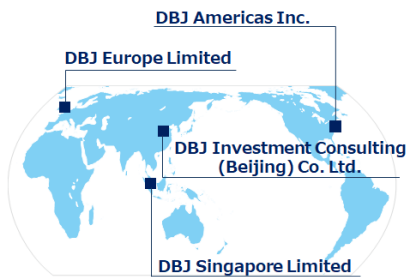 DBJ Americas Inc.
DBJ Europe Limited
DBJ Investment Consulting
(Beijing) Co. Ltd.
DBJ Singapore Limited